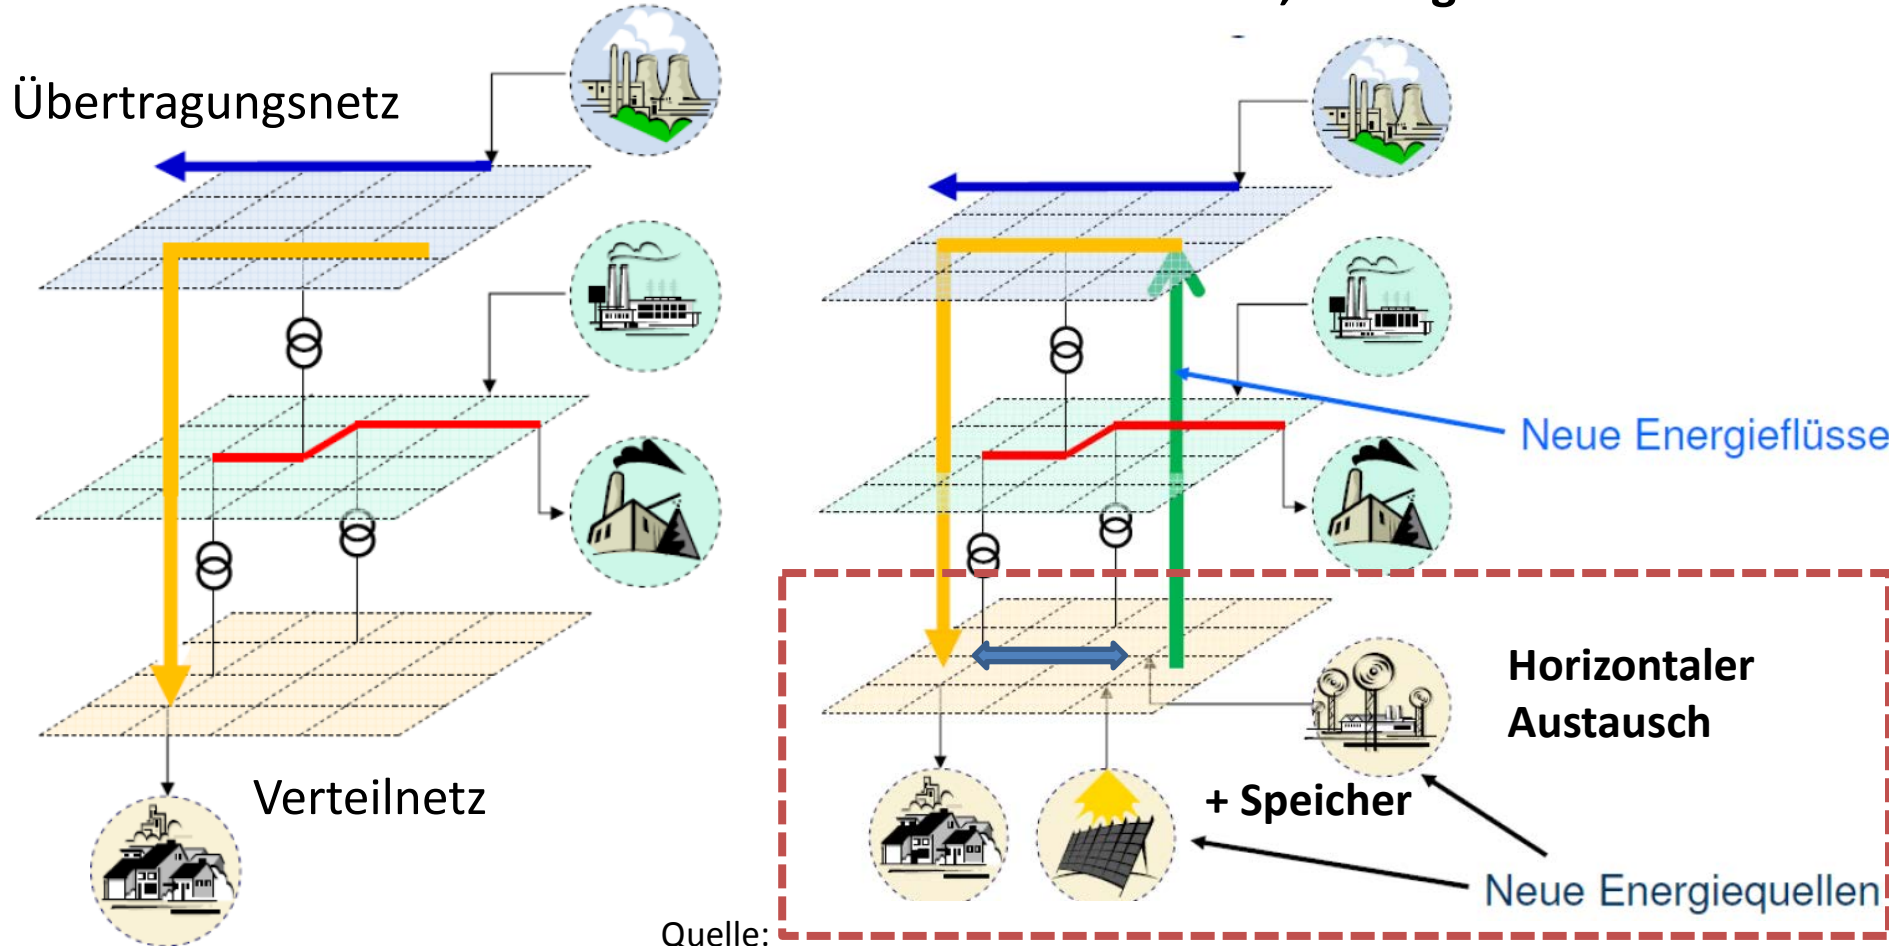 Übertragungsnetz
Neue Energieflüsse
Horizontaler
Austausch
Verteilnetz
+ Speicher
Neue Energiequellen
Quelle: